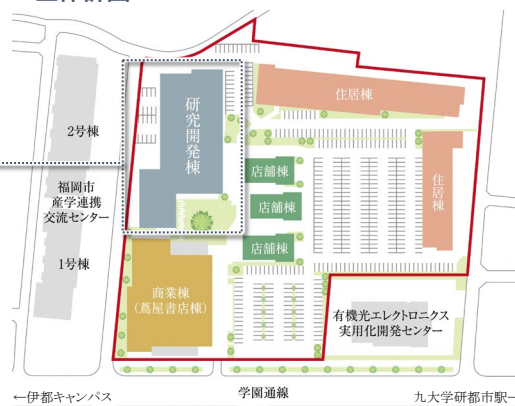 2号棟
福岡市
産学連携
交流センター
1号棟
研究開発棟
住居棟
住居棟
店舗棟
店舗棟
店舗棟
商業棟
(蔦屋書店棟)
有機光エレクトロニクス
実用化開発センター
←伊都キャンパス
学園通線
九大学研都市駅